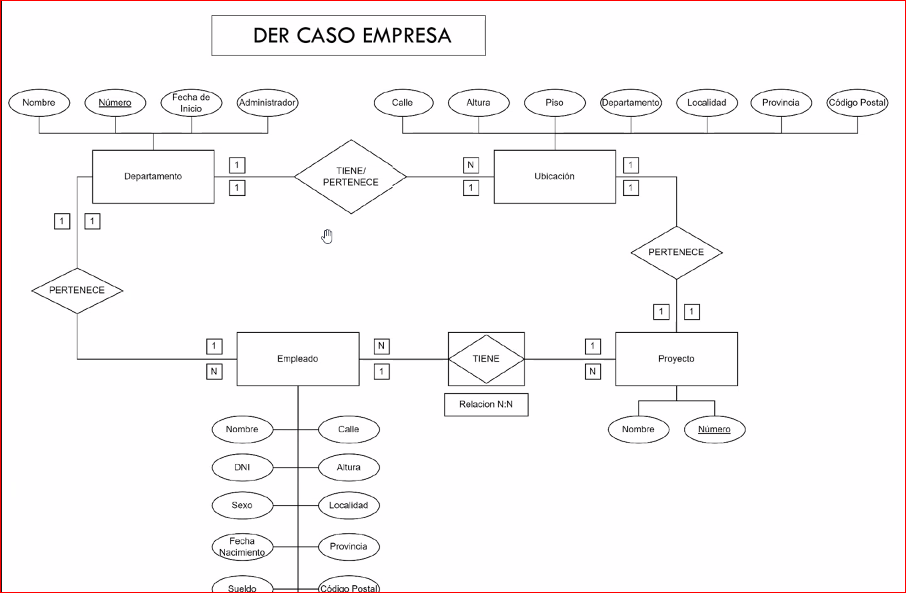 DER CASO EMPRESA
Nombre
Número
Fecha de
Inicio
Administrador
Calle
Altura
Piso
Departamento
Localidad
Provincia
Código Postal
Departamento
1
1
TIENE/
PERTENECE
N
1
Ubicación
1
1
1
1
PERTENECE
PERTENECE
1
1
1
N
Empleado
N
1
TIENE
1
N
Proyecto
Relacion N:N
Nombre
Número
Nombre
Calle
DNI
Altura
Sexo
Localidad
Fecha
Nacimiento
Provincia
Sueldo
Código Postal